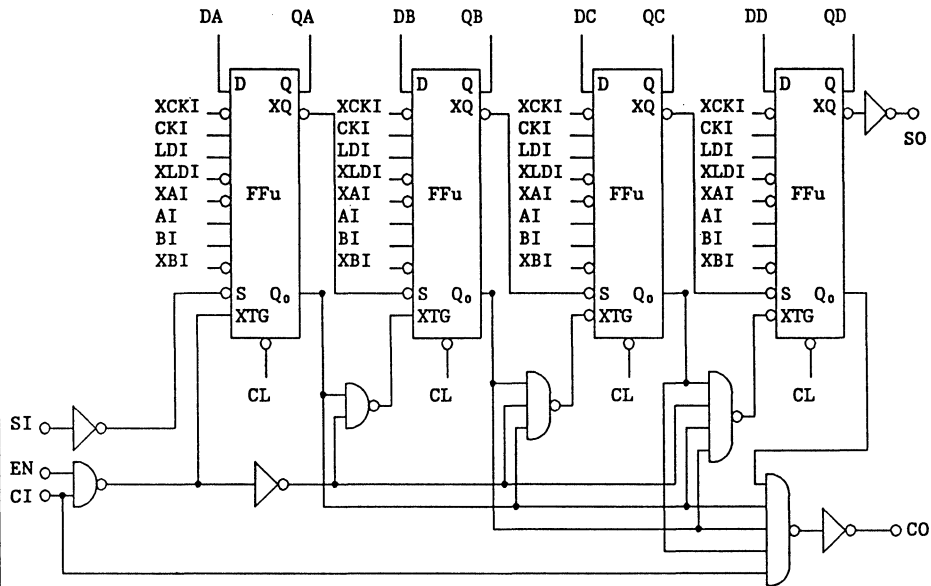 DA QA DB QB DC QC DD QD
D Q D Q D Q D Q
XQ XQ XQ XQ
XCKI XCKI XCKI XCKI
CKI CKI CKI CKI
SO
LDI LDI LDI LDI
XLDI XLDI XLDI XLDI
XAI FFu XAI FFu XAI FFu XAI FFu
AI AI AI AI
BI BI BI BI
XBI XBI XBI XBI
S Q₀ S Q₀ S Q₀ S Q₀
XTG XTG XTG XTG
CL CL CL CL
SI
EN
CI
CO